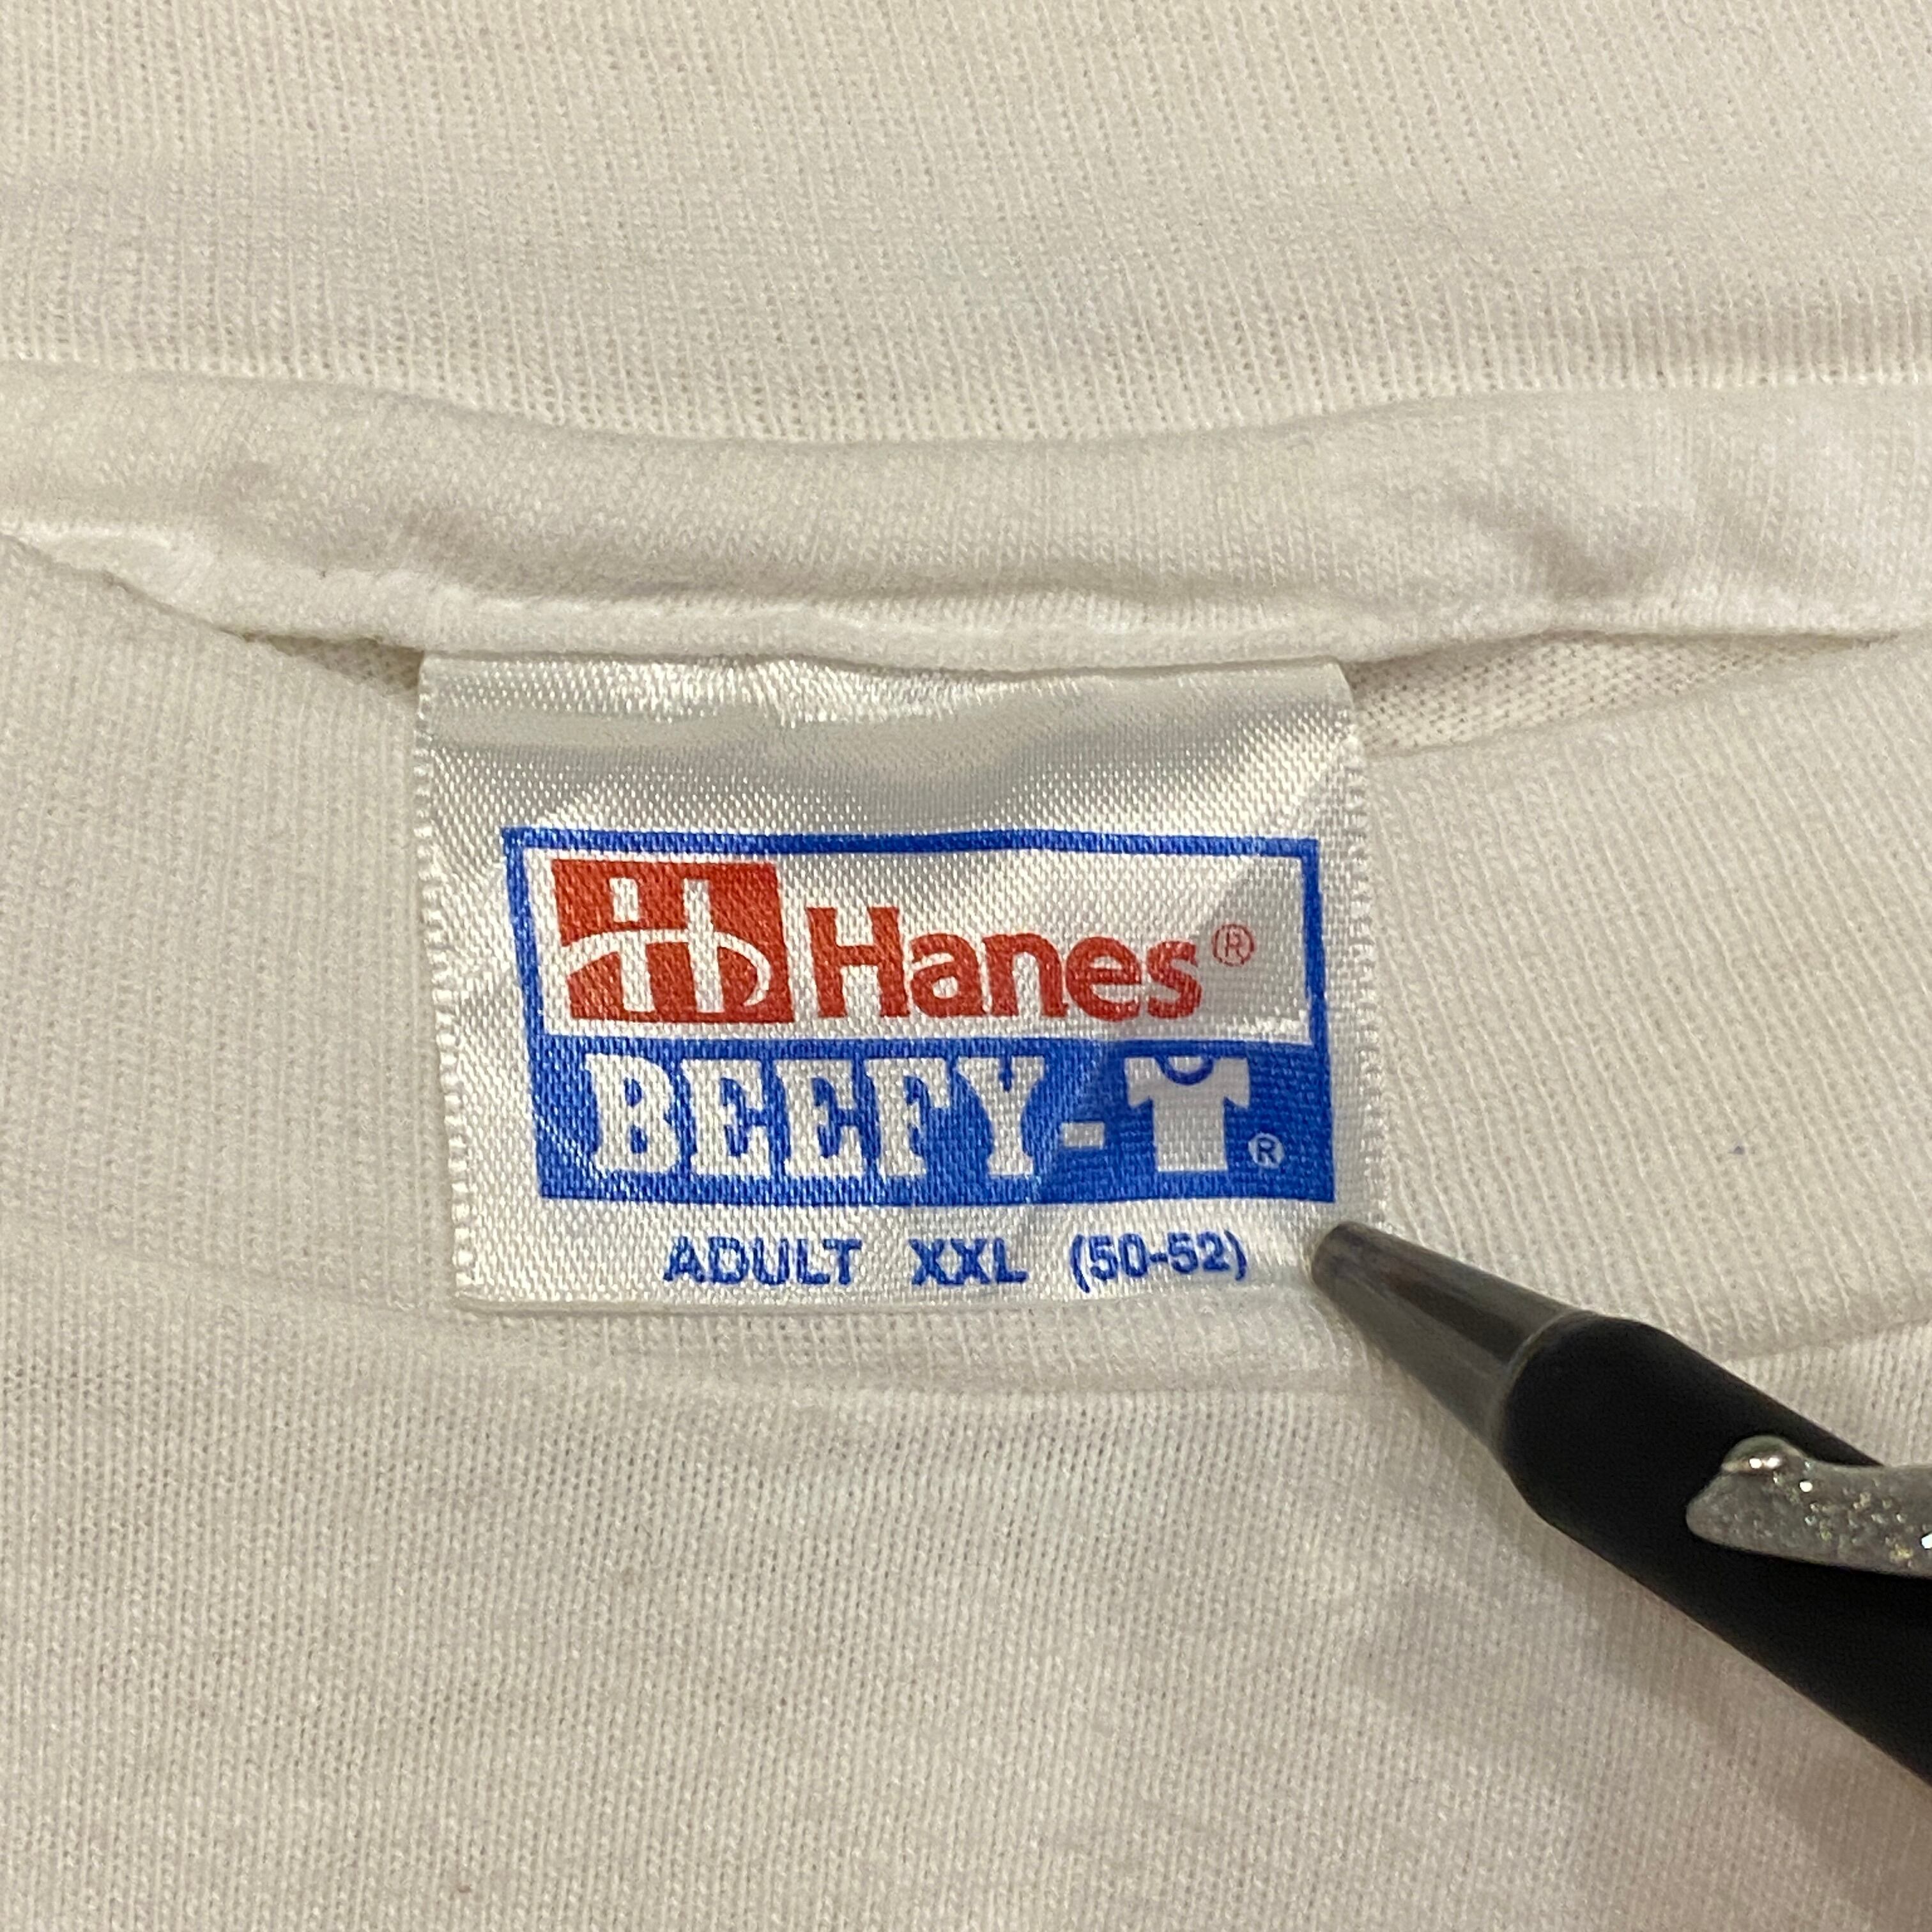 Hanes®
BEEFY-T®
ADULT XXL (50-52)